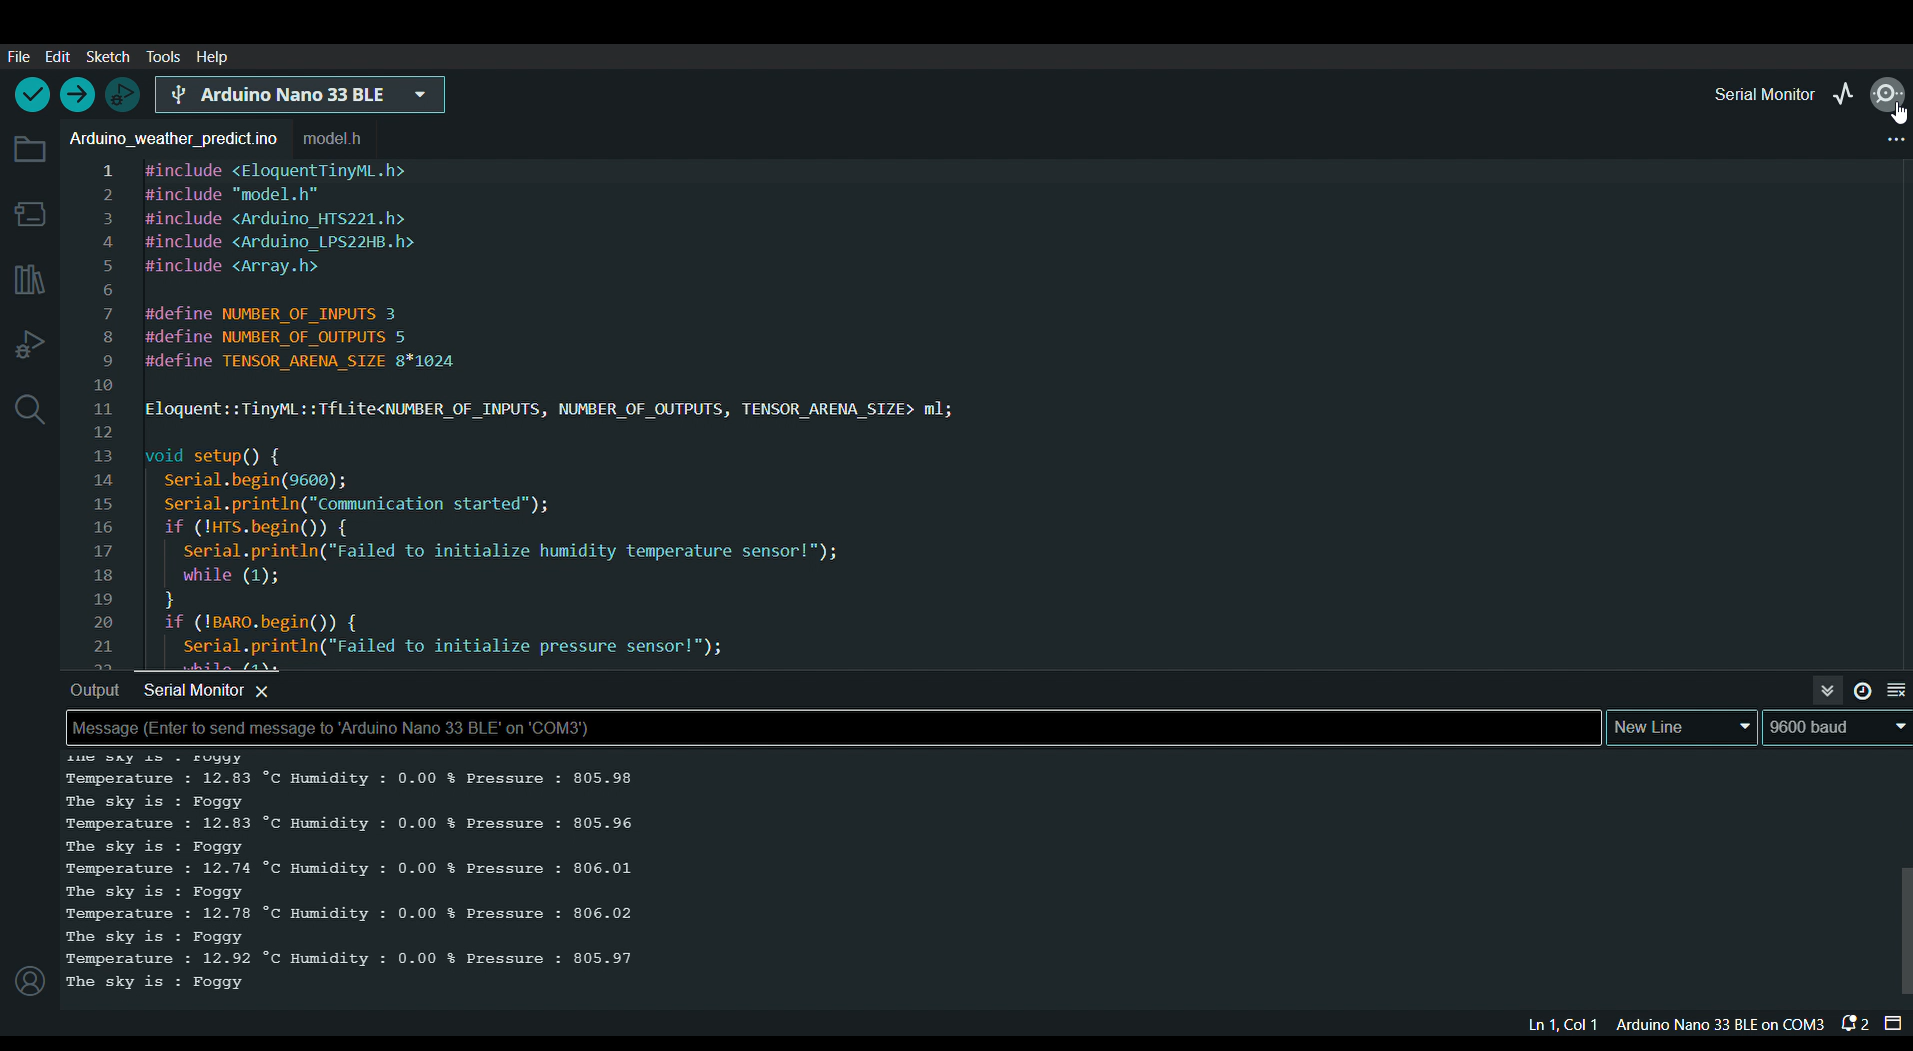 File Edit Sketch Tools Help
Arduino Nano 33 BLE
Serial Monitor
Arduino_weather_predict.ino model.h
1 #include <EloquentTinyML.h>
2 #include "model.h"
3 #include <Arduino_HTS221.h>
4 #include <Arduino_LPS22HB.h>
5 #include <Array.h>
6
7 #define NUMBER_OF_INPUTS 3
8 #define NUMBER_OF_OUTPUTS 5
9 #define TENSOR_ARENA_SIZE 8*1024
10
11 Eloquent::TinyML::TfLite<NUMBER_OF_INPUTS, NUMBER_OF_OUTPUTS, TENSOR_ARENA_SIZE> ml;
12
13 void setup() {
14 Serial.begin(9600);
15 Serial.println("Communication started");
16 if (!HTS.begin()) {
17 Serial.println("Failed to initialize humidity temperature sensor!");
18 while (1);
19 }
20 if (!BARO.begin()) {
21 Serial.println("Failed to initialize pressure sensor!");
22 while (1);
Output Serial Monitor
Message (Enter to send message to 'Arduino Nano 33 BLE' on 'COM3') New Line 9600 baud
The sky is : Foggy
Temperature : 12.83 °C Humidity : 0.00 % Pressure : 805.98
The sky is : Foggy
Temperature : 12.83 °C Humidity : 0.00 % Pressure : 805.96
The sky is : Foggy
Temperature : 12.74 °C Humidity : 0.00 % Pressure : 806.01
The sky is : Foggy
Temperature : 12.78 °C Humidity : 0.00 % Pressure : 806.02
The sky is : Foggy
Temperature : 12.92 °C Humidity : 0.00 % Pressure : 805.97
The sky is : Foggy
Ln 1, Col 1 Arduino Nano 33 BLE on COM3 2